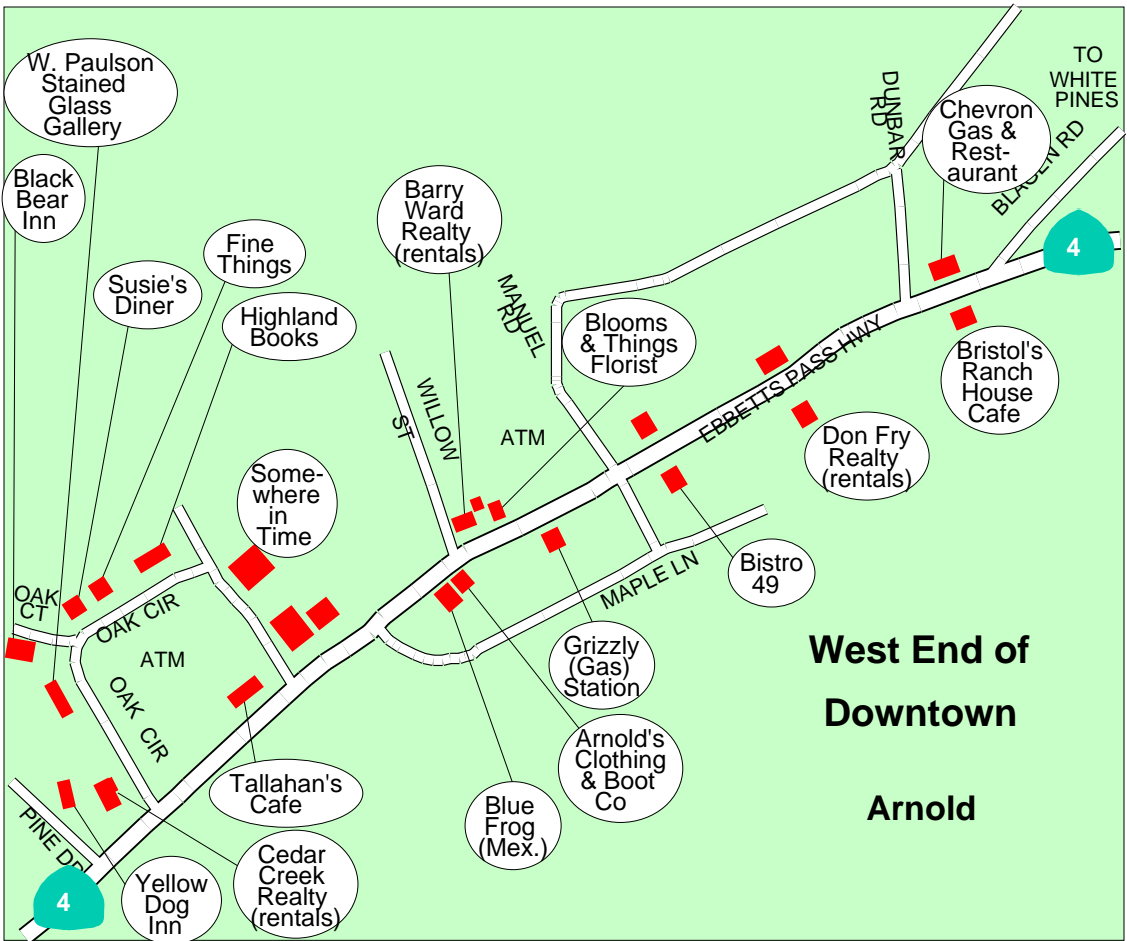 W. Paulson
Stained
Glass
Gallery
Black
Bear
Inn
Susie's
Diner
Fine
Things
Highland
Books
Barry
Ward
Realty
(rentals)
MANUEL
RD
Blooms
& Things
Florist
DUNBAR
RD
Chevron
Gas &
Rest-
aurant
TO
WHITE
PINES
BLAGEN RD
4
WILLOW
ST
ATM
EBBETTS PASS HWY
Bristol's
Ranch
House
Cafe
Don Fry
Realty
(rentals)
Some-
where
in
Time
OAK
CT
OAK CIR
ATM
OAK CIR
MAPLE LN
Bistro
49
Grizzly
(Gas)
Station
Arnold's
Clothing
& Boot
Co
Blue
Frog
(Mex.)
Tallahan's
Cafe
Cedar
Creek
Realty
(rentals)
Yellow
Dog
Inn
PINE DR
4
West End of
Downtown
Arnold